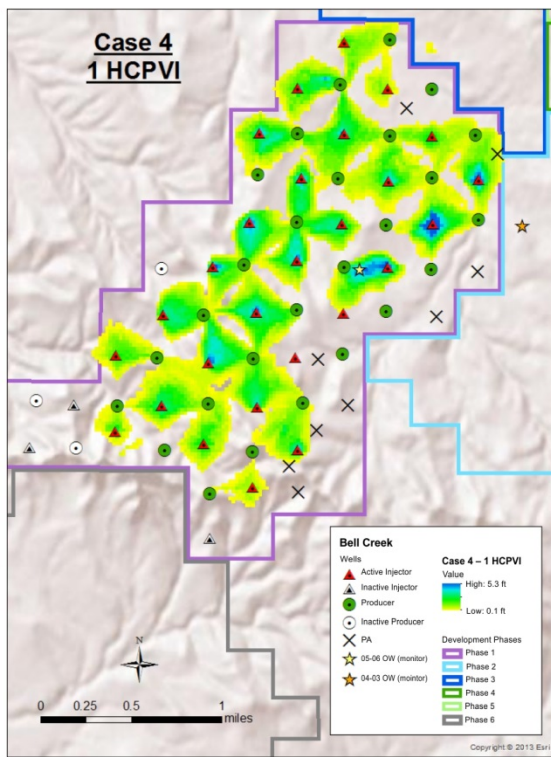 Case 4
1 HCPVI
N
0 0.25 0.5 1
miles
Bell Creek
Wells
Active Injector
Inactive Injector
Producer
Inactive Producer
PA
05-06 OW (monitor)
04-03 OW (mointor)
Case 4 – 1 HCPVI
Value
High: 5.3 ft
Low: 0.1 ft
Development Phases
Phase 1
Phase 2
Phase 3
Phase 4
Phase 5
Phase 6
Copyright © 2013 Esri